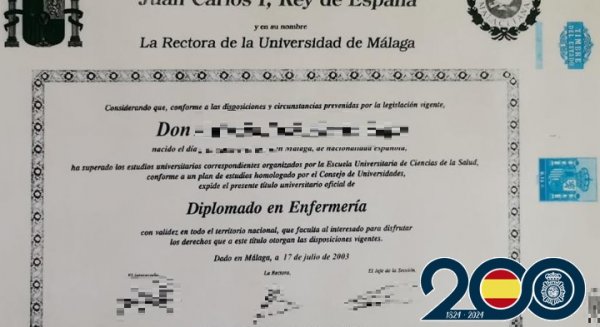 Juan Carlos I, Rey de España
y en su nombre
La Rectora de la Universidad de Málaga
Considerando que, conforme a las disposiciones y circunstancias prevenidas por la legislación vigente,
Don
nacido el día en Málaga, de nacionalidad española,
ha superado los estudios universitarios correspondientes organizados por la Escuela Universitaria de Ciencias de la Salud,
conforme a un plan de estudios homologado por el Consejo de Universidades,
expide el presente título universitario oficial de
Diplomado en Enfermería
con validez en todo el territorio nacional, que faculta al interesado para disfrutar
los derechos que a este título otorgan las disposiciones vigentes.
Dado en Málaga, a 17 de julio de 2003
El interesado, La Rectora, El Jefe de la Sección,
TIMBRE DEL ESTADO
200
1824 · 2024